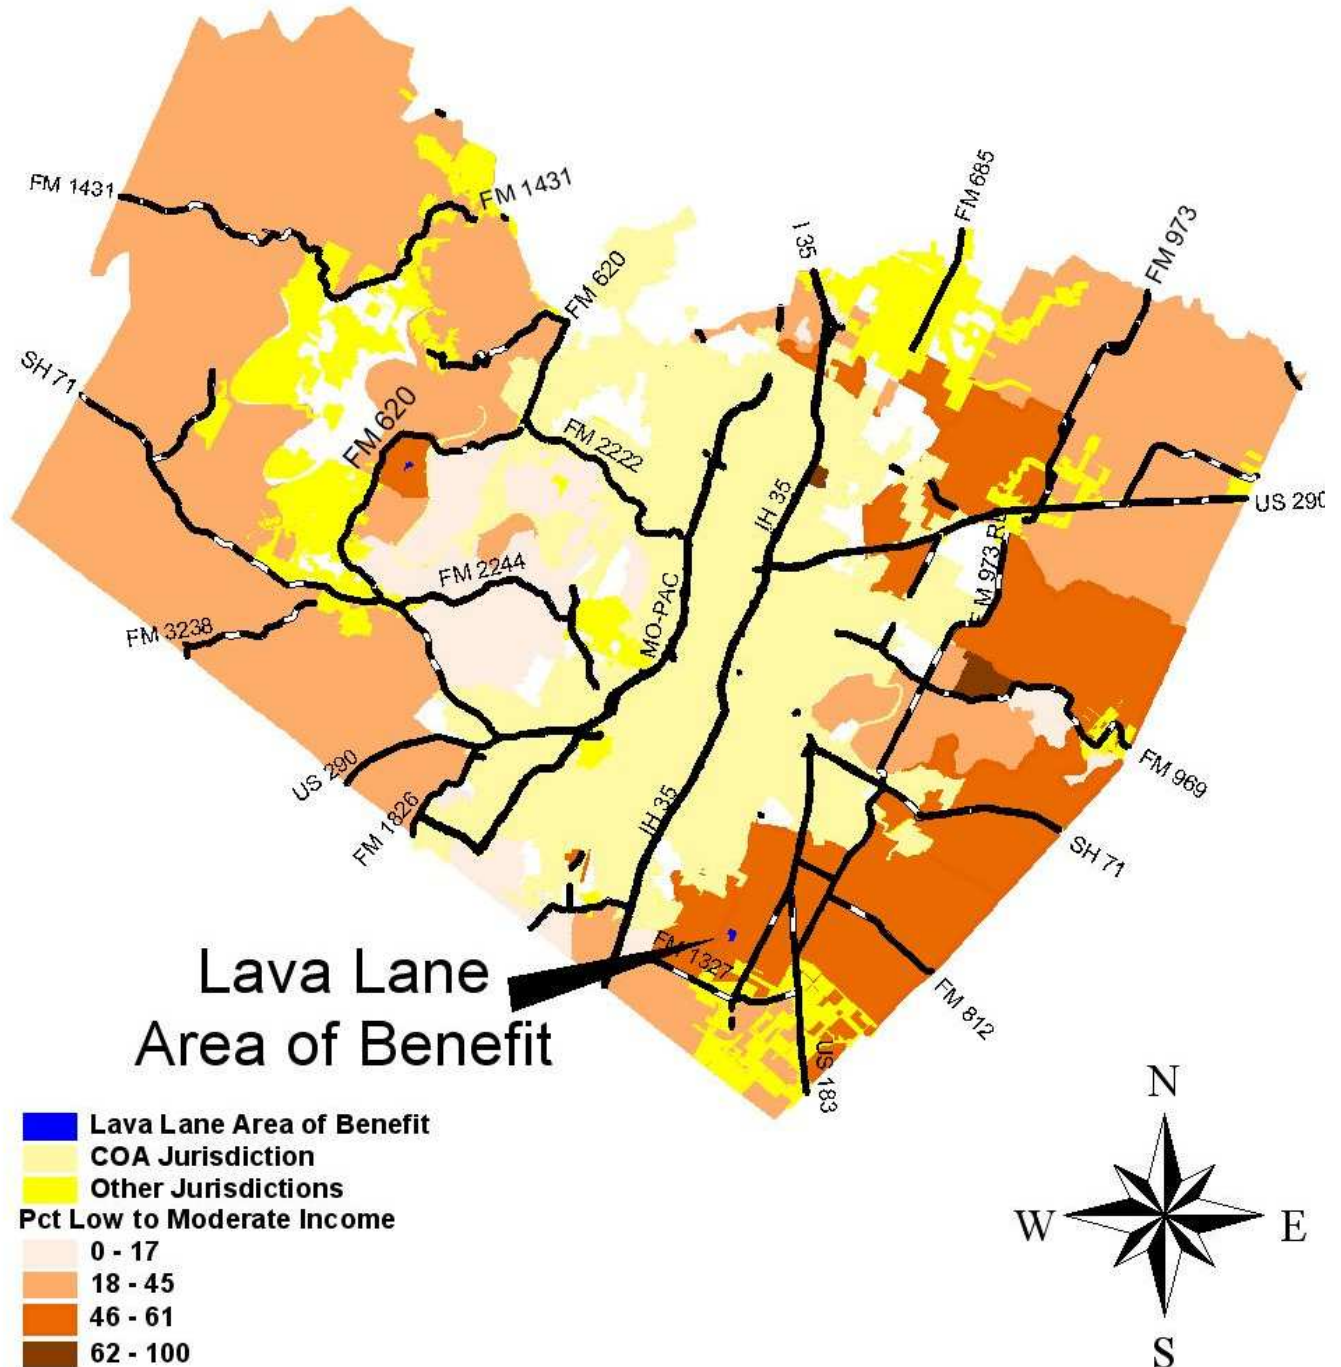 FM 1431
FM 1431
FM 620
I 35
FM 685
FM 973
SH 71
FM 620
FM 2222
IH 35
US 290
FM 2244
MO-PAC
FM 3238
FM 969
US 290
FM 1826
IH 35
SH 71
FM 1327
FM 812
US 183
Lava Lane
Area of Benefit
Lava Lane Area of Benefit
COA Jurisdiction
Other Jurisdictions
Pct Low to Moderate Income
0 - 17
18 - 45
46 - 61
62 - 100
N
W
E
S